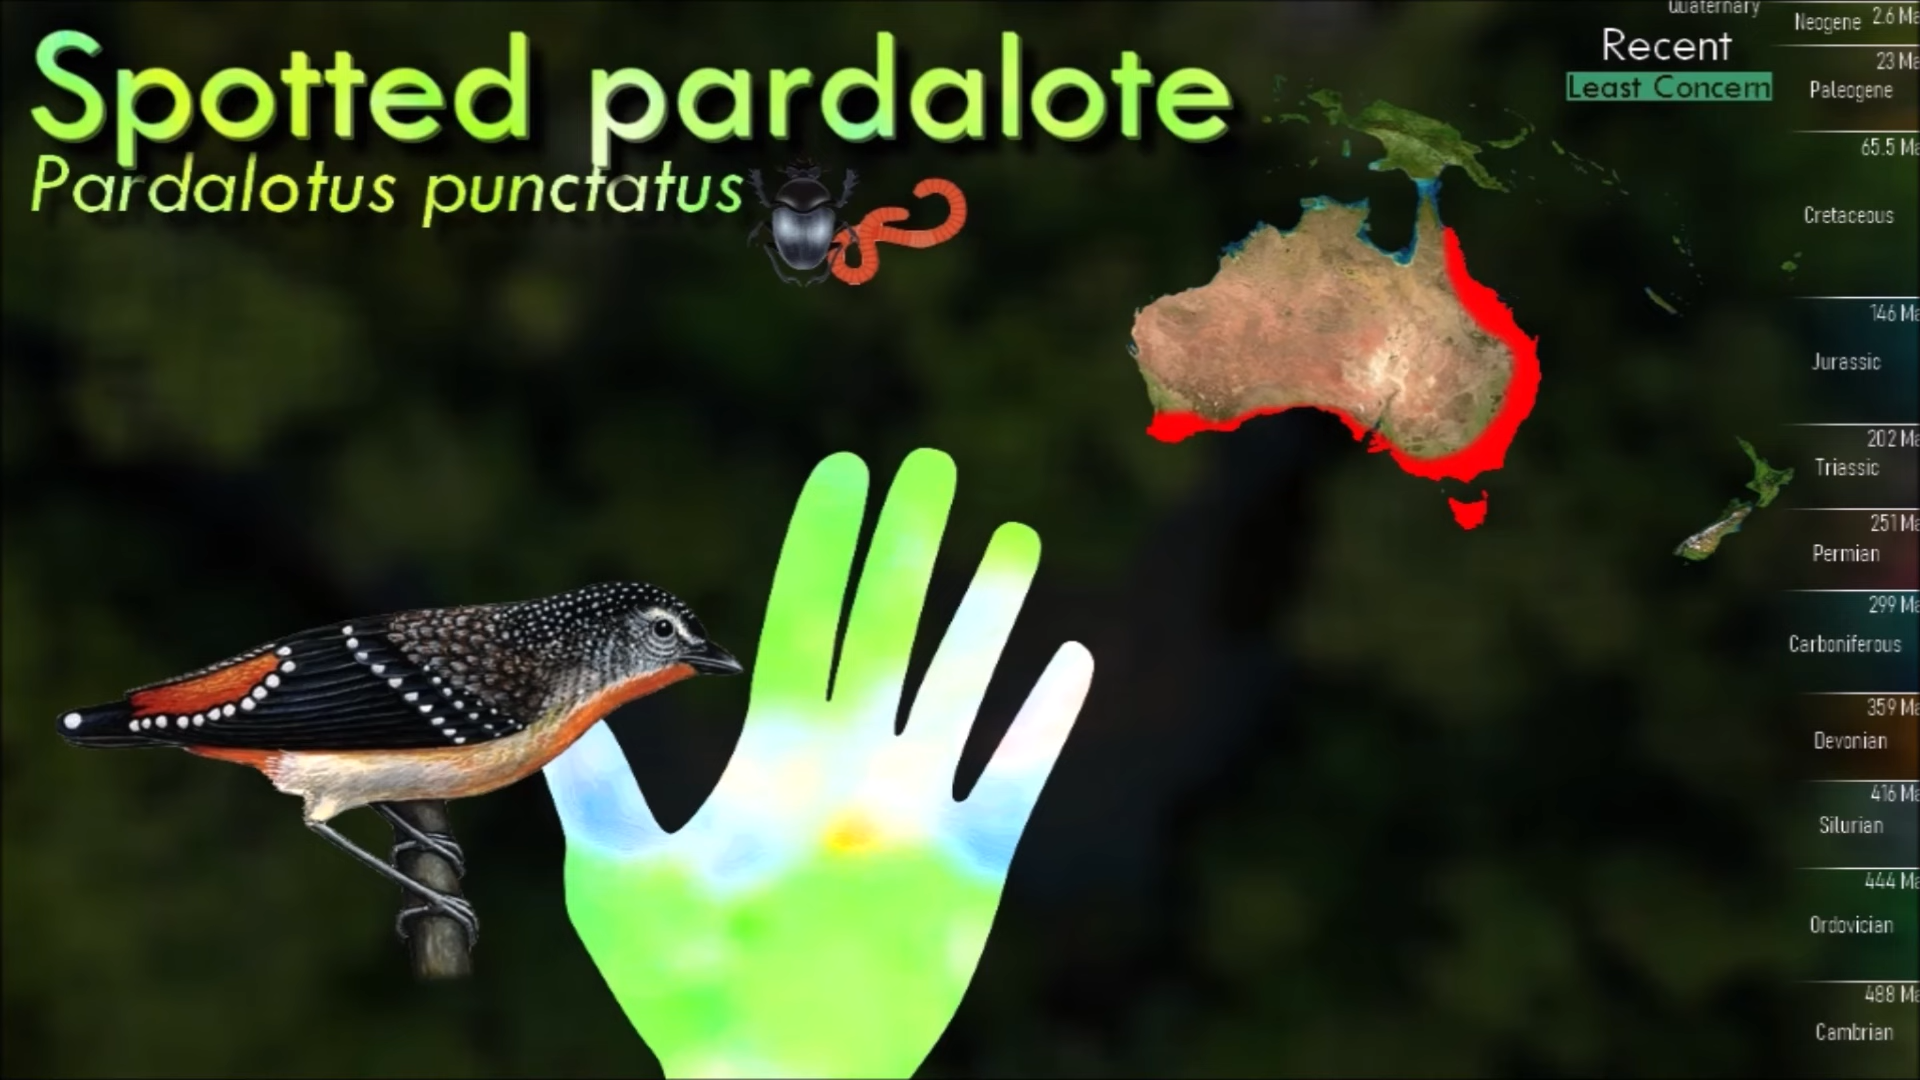 Spotted pardalote
Pardalotus punctatus
Recent
Least Concern
Quaternary
2.6 Ma
Neogene
23 Ma
Paleogene
65.5 Ma
Cretaceous
146 Ma
Jurassic
202 Ma
Triassic
251 Ma
Permian
299 Ma
Carboniferous
359 Ma
Devonian
416 Ma
Silurian
444 Ma
Ordovician
488 Ma
Cambrian